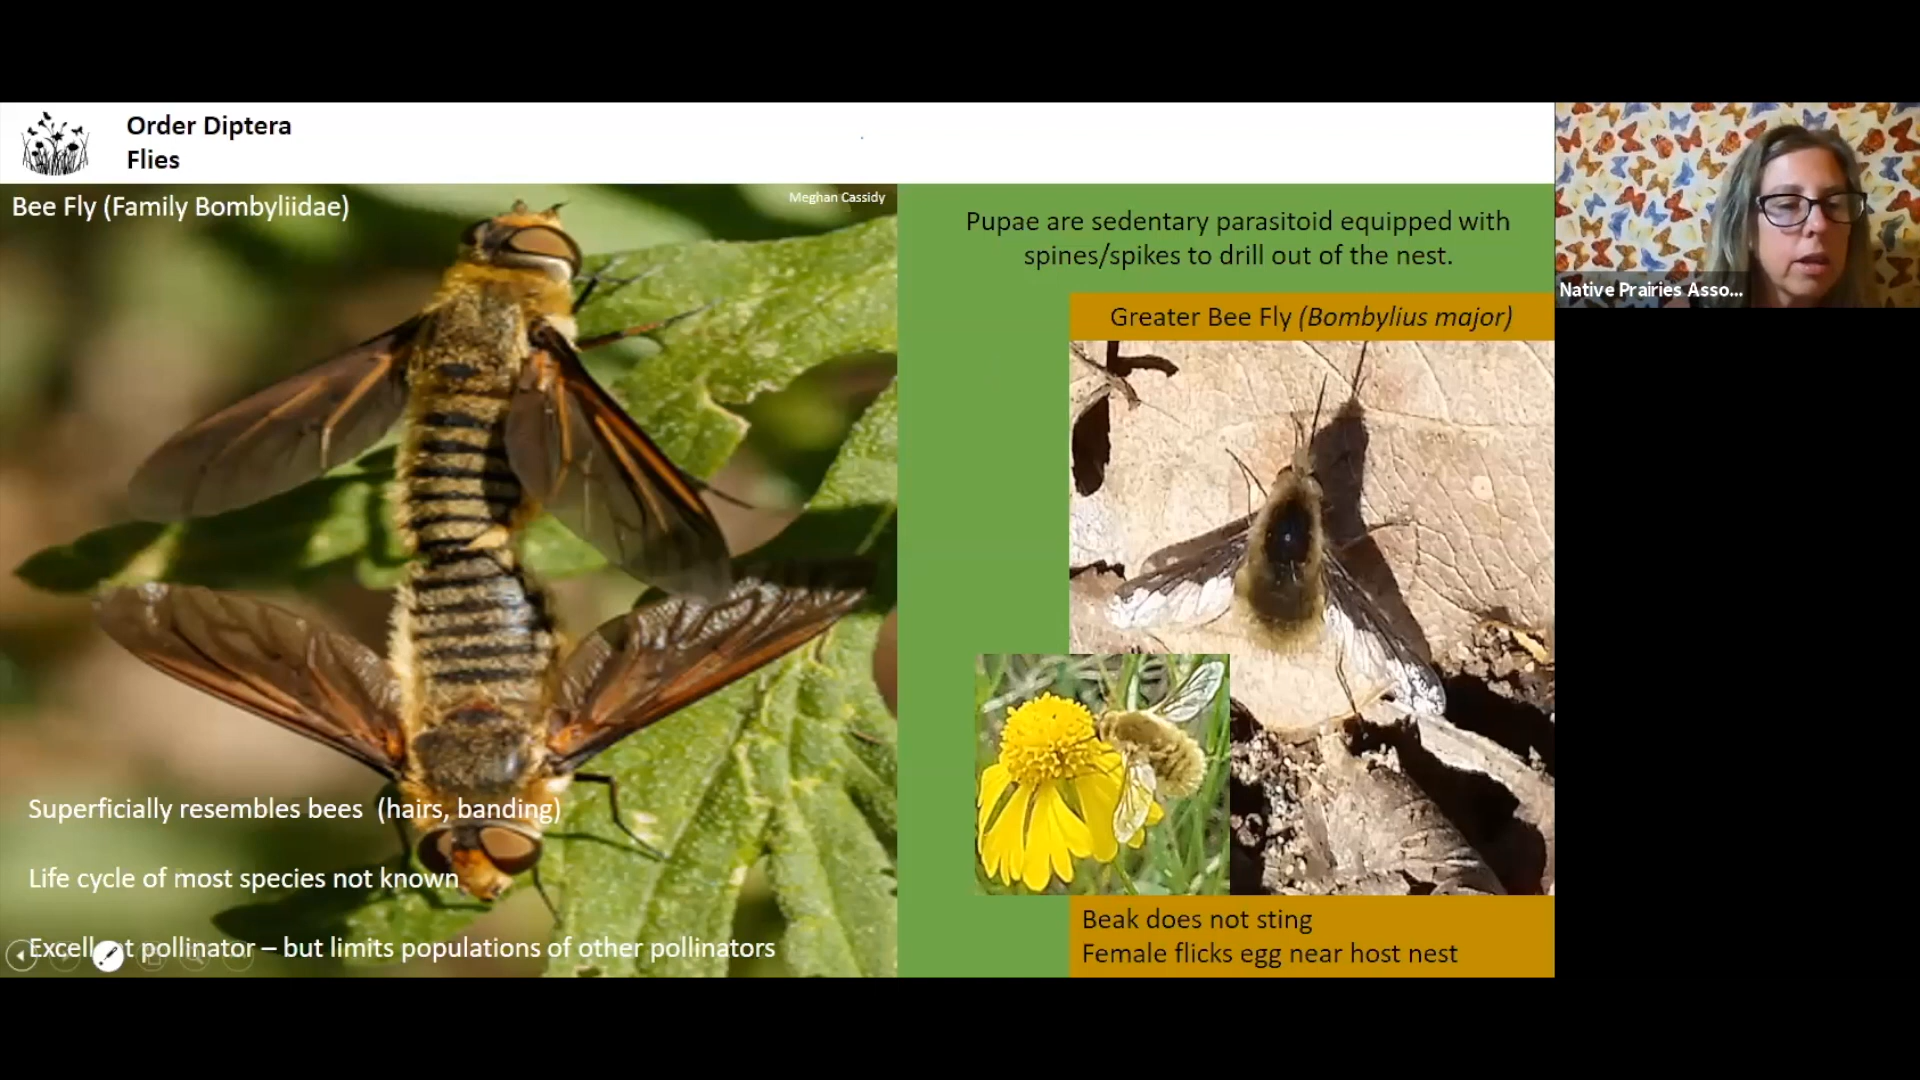 Order Diptera
Flies
Bee Fly (Family Bombyliidae)
Meghan Cassidy
Superficially resembles bees (hairs, banding)
Life cycle of most species not known
Excellent pollinator – but limits populations of other pollinators
Pupae are sedentary parasitoid equipped with
spines/spikes to drill out of the nest.
Greater Bee Fly (Bombylius major)
Beak does not sting
Female flicks egg near host nest
Native Prairies Asso...